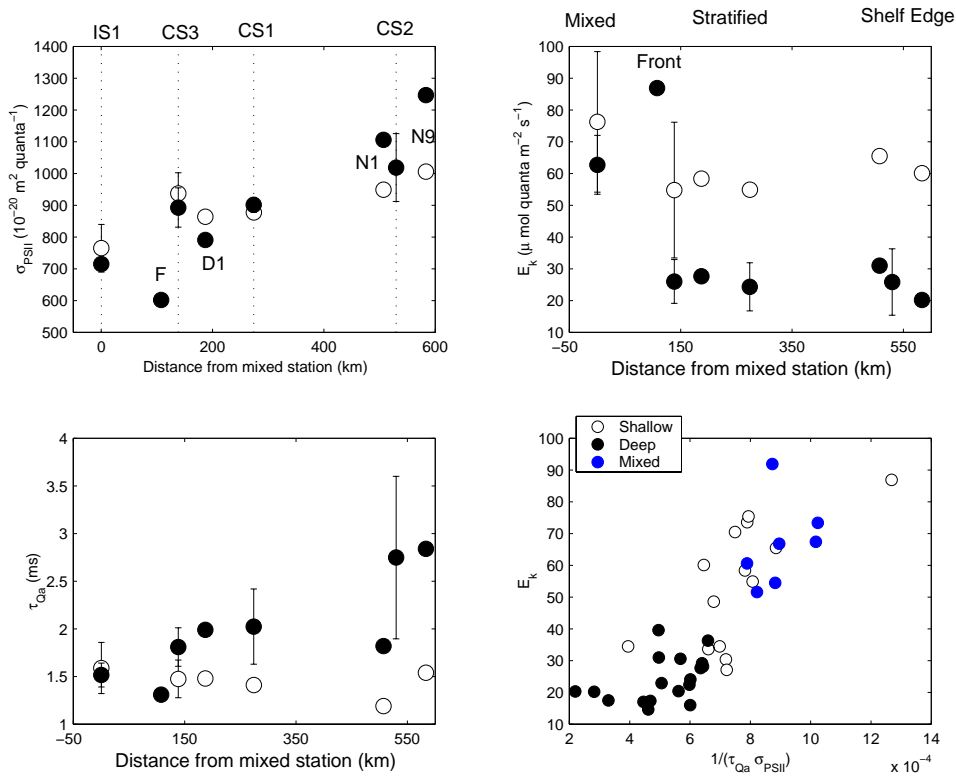 IS1 CS3 CS1 CS2
1400
1300
1200
1100
1000
900
800
700
600
500
σPSII (10−20 m2 quanta−1)
F
D1
N1
N9
0 200 400 600
Distance from mixed station (km)
Mixed Stratified Shelf Edge
Front
100
90
80
70
60
50
40
30
20
10
Ek (μ mol quanta m−2 s−1)
−50 150 350 550
Distance from mixed station (km)
4
3.5
3
2.5
2
1.5
1
τQa (ms)
−50 150 350 550
Distance from mixed station (km)
Shallow
Deep
Mixed
100
90
80
70
60
50
40
30
20
10
Ek
2 4 6 8 10 12 14
1/(τQa σPSII)
x 10−4